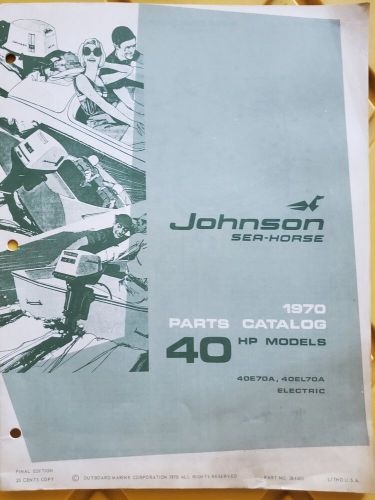 Johnson
SEA-HORSE
1970
PARTS CATALOG
40 HP MODELS
40E70A, 40EL70A
ELECTRIC
FINAL EDITION
25 CENTS COPY
© OUTBOARD MARINE CORPORATION 1970 ALL RIGHTS RESERVED
PART NO.
LITHO U.S.A.